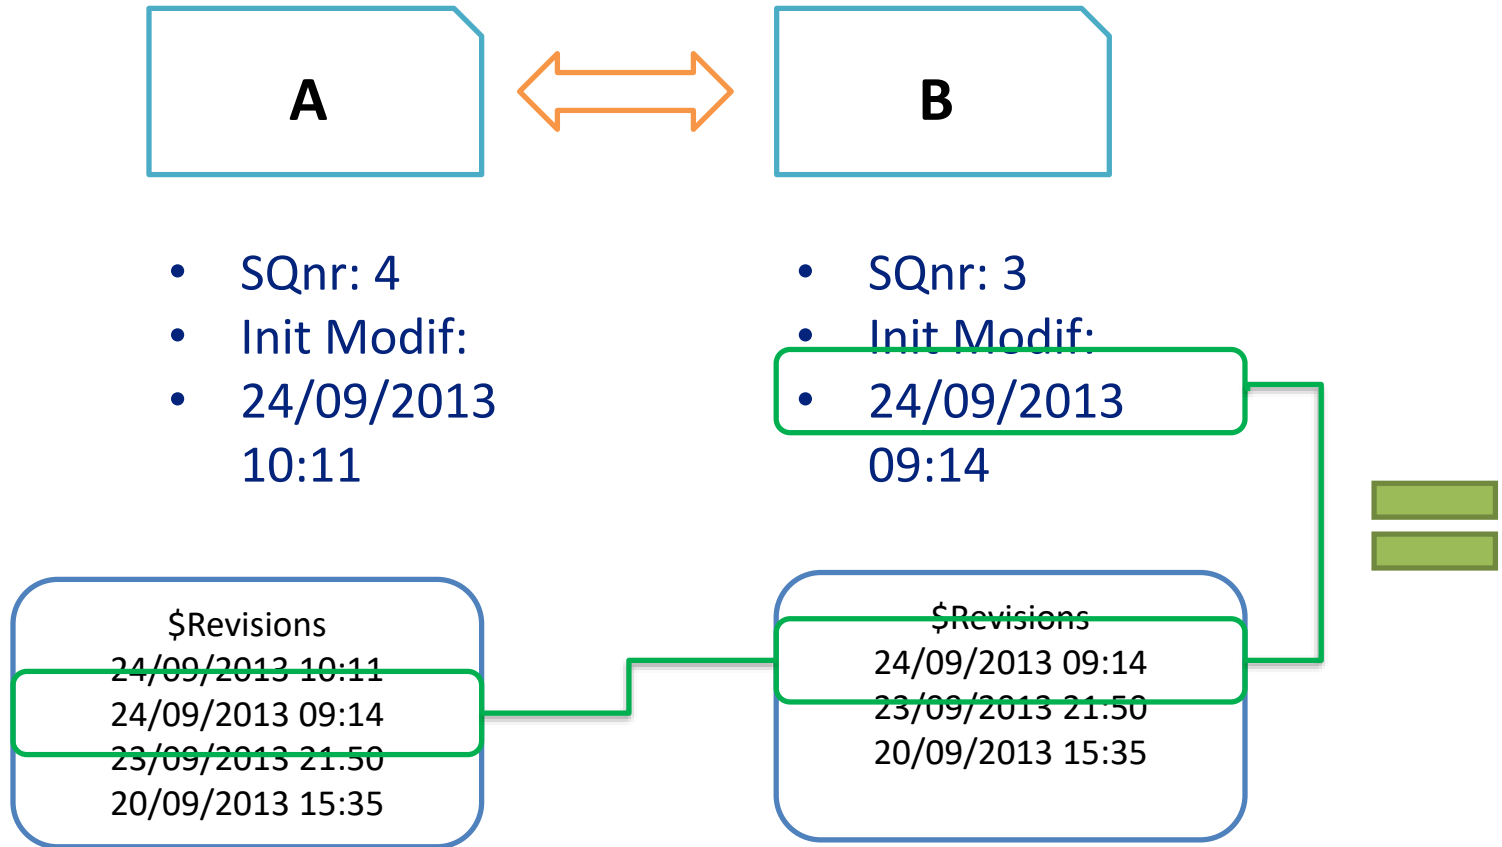 A
B
• SQnr: 4
• Init Modif:
• 24/09/2013
10:11
• SQnr: 3
• Init Modif:
• 24/09/2013
09:14
$Revisions
24/09/2013 10:11
24/09/2013 09:14
23/09/2013 21:50
20/09/2013 15:35
$Revisions
24/09/2013 09:14
23/09/2013 21:50
20/09/2013 15:35